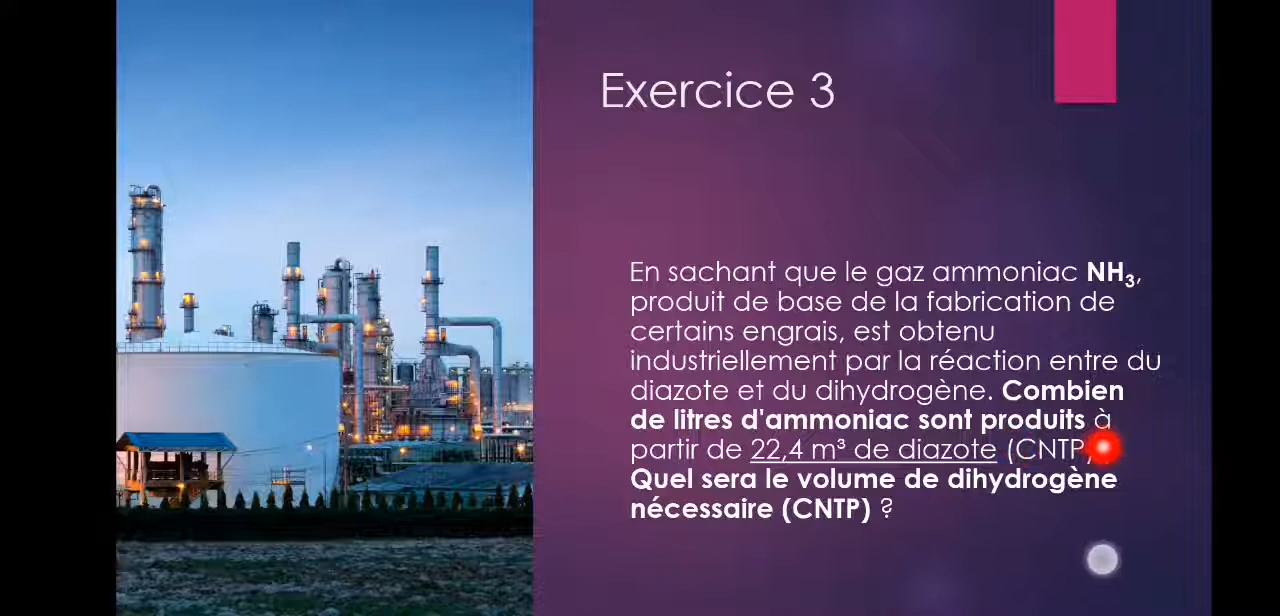 Exercice 3
En sachant que le gaz ammoniac NH₃,
produit de base de la fabrication de
certains engrais, est obtenu
industriellement par la réaction entre du
diazote et du dihydrogène. Combien
de litres d'ammoniac sont produits à
partir de 22,4 m³ de diazote (CNTP)
Quel sera le volume de dihydrogène
nécessaire (CNTP) ?